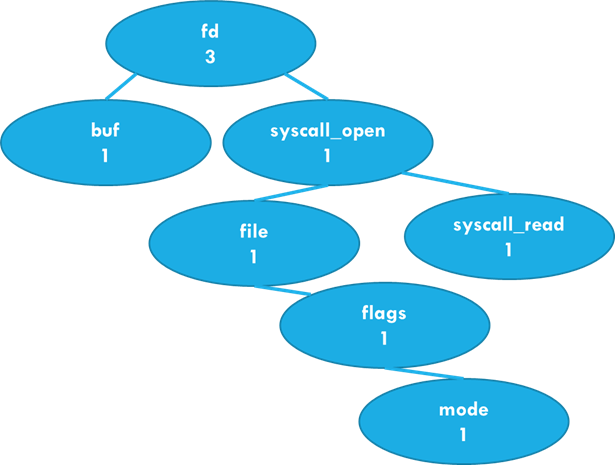 fd
3
buf
1
syscall_open
1
file
1
syscall_read
1
flags
1
mode
1